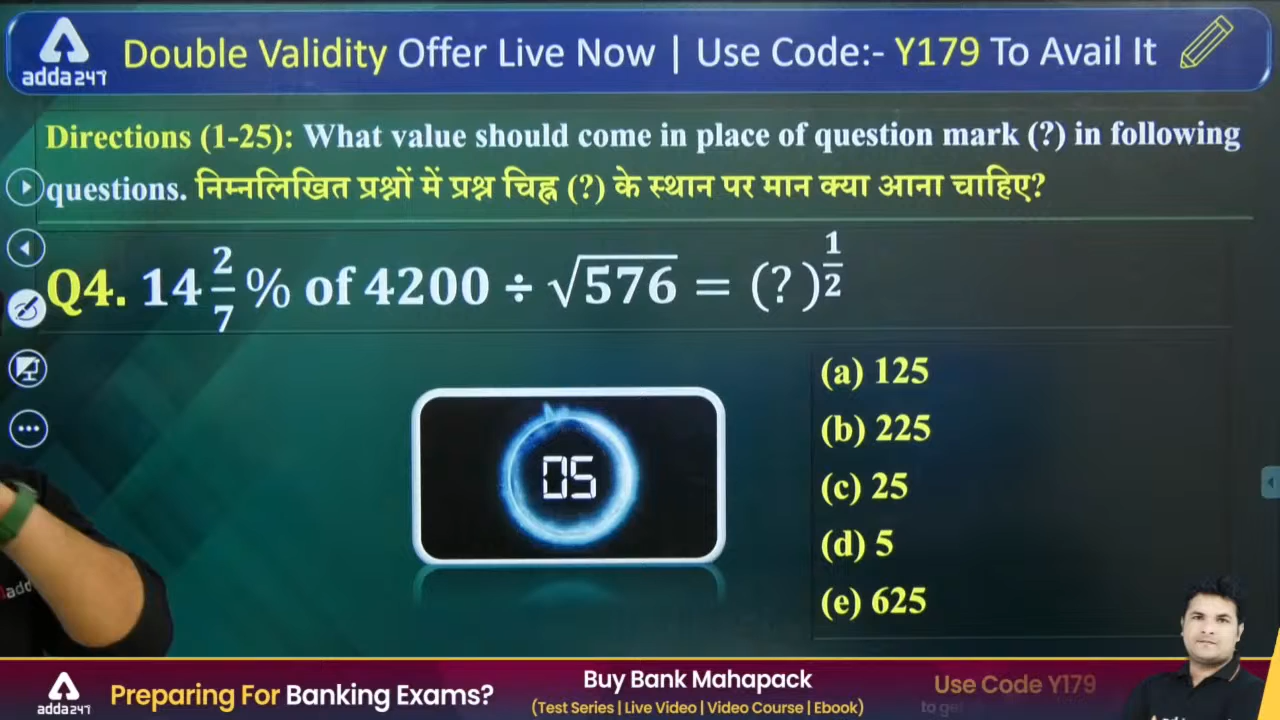 Double Validity Offer Live Now | Use Code:- Y179 To Avail It
adda247
Directions (1-25): What value should come in place of question mark (?) in following
questions. निम्नलिखित प्रश्नों में प्रश्न चिह्न (?) के स्थान पर मान क्या आना चाहिए?
Q4. 14 2/7 % of 4200 ÷ √576 = (?)^1/2
(a) 125
(b) 225
(c) 25
(d) 5
(e) 625
05
adda247
Preparing For Banking Exams?
Buy Bank Mahapack
(Test Series | Live Video | Video Course | Ebook)
Use Code Y179
to get